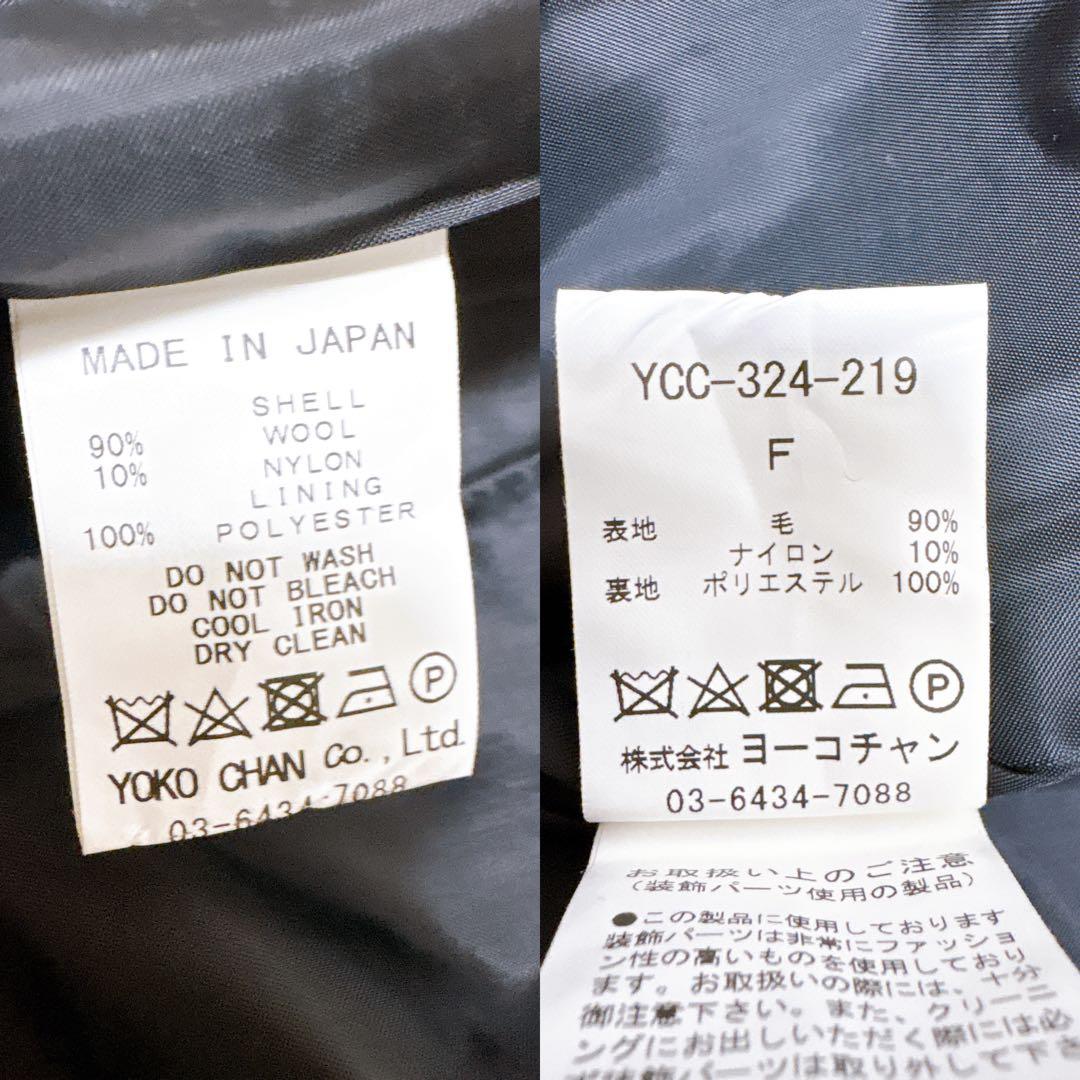 MADE IN JAPAN
SHELL
90% WOOL
10% NYLON
LINING
100% POLYESTER
DO NOT WASH
DO NOT BLEACH
COOL IRON
DRY CLEAN
P
YOKO CHAN Co., Ltd.
03-6434-7088
YCC-324-219
F
表地 毛 90%
ナイロン 10%
裏地 ポリエステル 100%
P
株式会社 ヨーコチャン
03-6434-7088
お取扱い上のご注意
(装飾パーツ使用の製品)
●この製品に使用しております
装飾パーツは非常にファッショ
ン性の高いものを使用しており
ます。お取扱いの際には、十分
御注意下さい。また、クリーニ
ングにお出しいただく際には必
ず装飾パーツは取り外して下